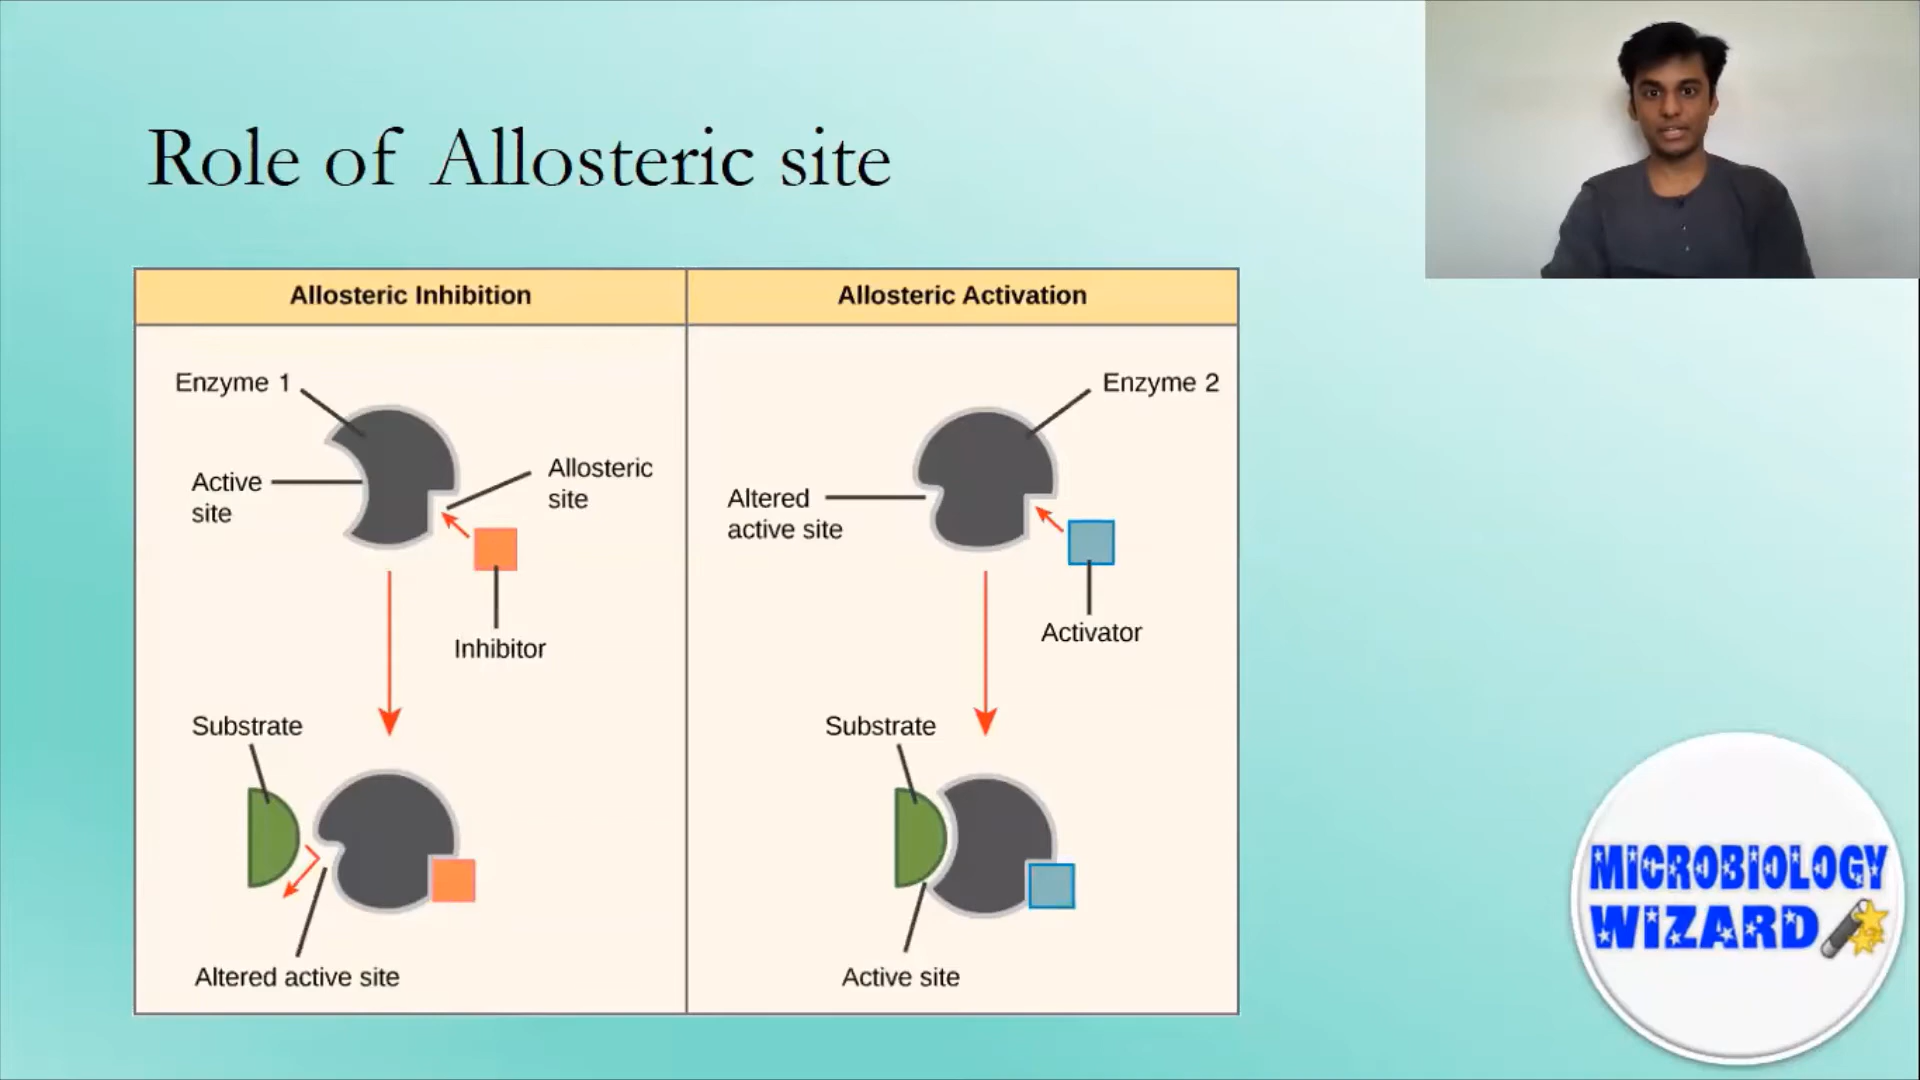 Role of Allosteric site
Allosteric Inhibition
Allosteric Activation
Enzyme 1
Active
site
Allosteric
site
Inhibitor
Substrate
Altered active site
Enzyme 2
Altered
active site
Activator
Substrate
Active site
MICROBIOLOGY
WIZARD